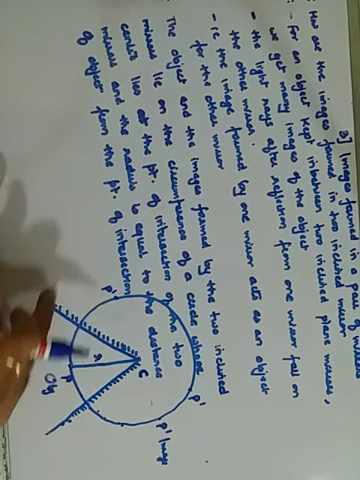 3] Images formed in pair of inclined mirrors
: How are the images formed in two inclined mirror
:- for an object kept inbetween two inclined plane mirrors,
we get many images of the object
- the light rays after reflection from one mirror fall on
the other mirror.
- ie the image formed by one mirror acts as an object
for the other mirror
The object and the images formed by the two inclined
mirrors lie on the circumference of a circle whose
centre lies at the pt. of intersection of the two
mirrors and the radius is equal to the distance
of object from the pt. of intersection
P'
P'
P' Image
C
r
P
Obj